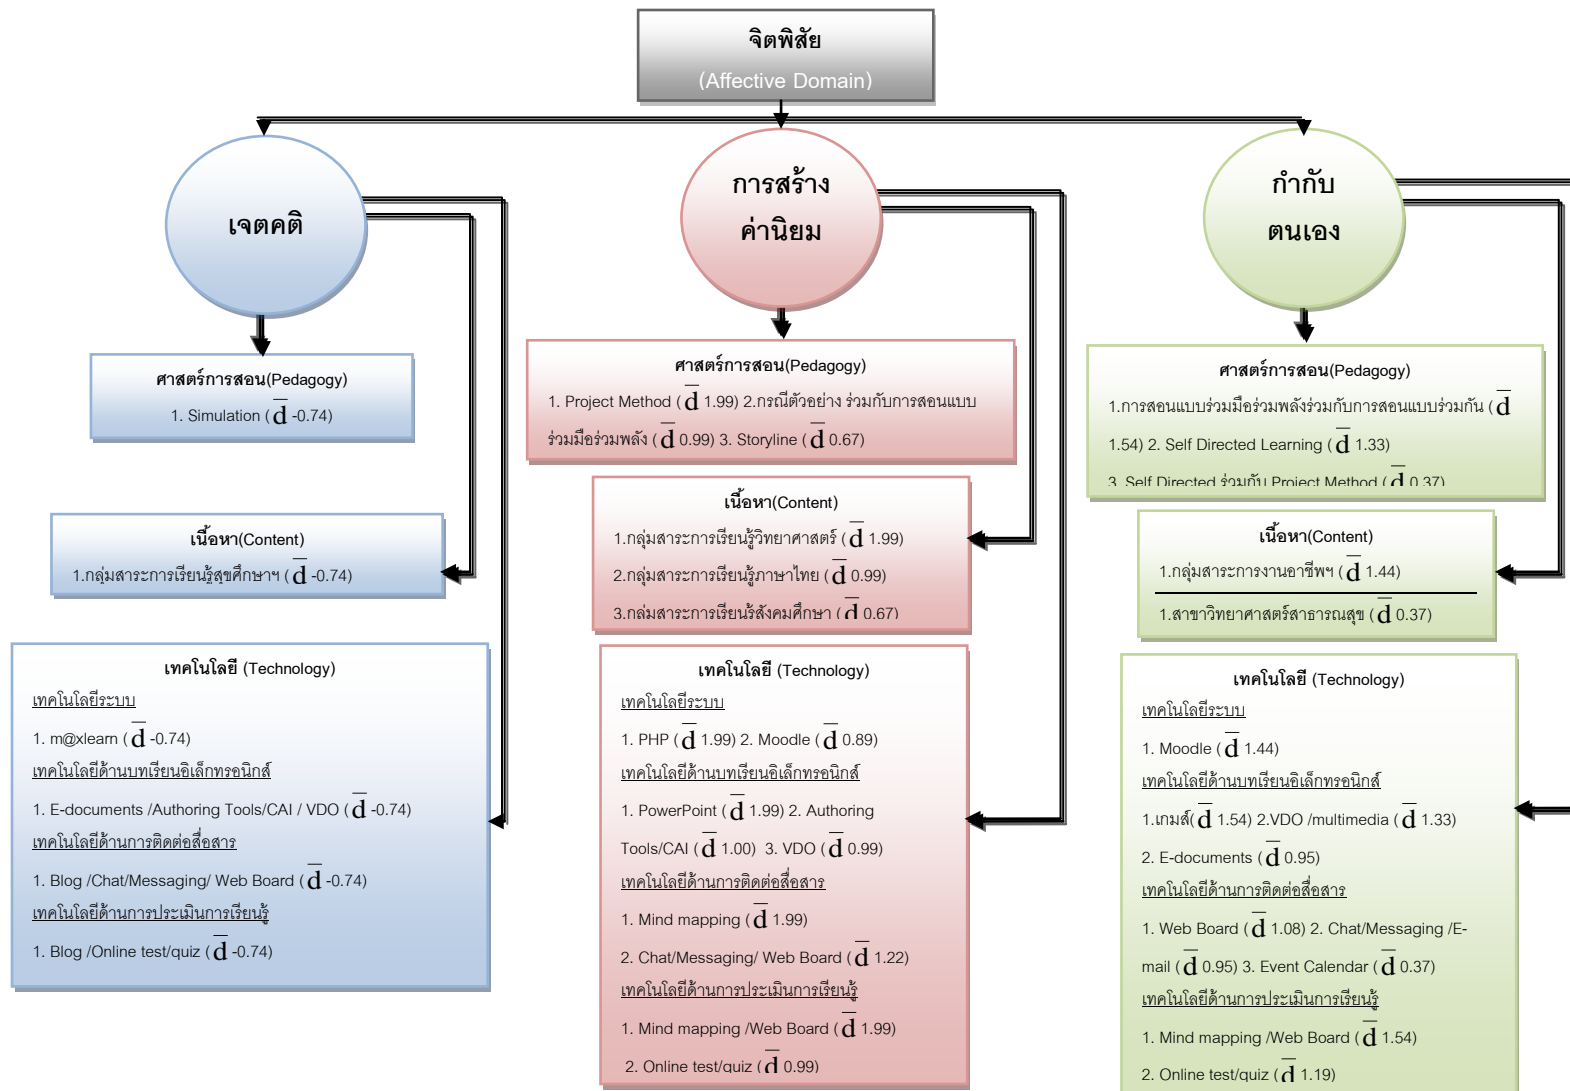 จิตพิสัย
(Affective Domain)
เจตคติ
ศาสตร์การสอน(Pedagogy)
1. Simulation ( d̅ -0.74)
เนื้อหา(Content)
1.กลุ่มสาระการเรียนรู้สุขศึกษาฯ ( d̅ -0.74)
เทคโนโลยี (Technology)
เทคโนโลยีระบบ
1. m@xlearn ( d̅ -0.74)
เทคโนโลยีด้านบทเรียนอิเล็กทรอนิกส์
1. E-documents /Authoring Tools/CAI / VDO ( d̅ -0.74)
เทคโนโลยีด้านการติดต่อสื่อสาร
1. Blog /Chat/Messaging/ Web Board ( d̅ -0.74)
เทคโนโลยีด้านการประเมินการเรียนรู้
1. Blog /Online test/quiz ( d̅ -0.74)
การสร้าง
ค่านิยม
ศาสตร์การสอน(Pedagogy)
1. Project Method ( d̅ 1.99) 2.กรณีตัวอย่าง ร่วมกับการสอนแบบ
ร่วมมือร่วมพลัง ( d̅ 0.99) 3. Storyline ( d̅ 0.67)
เนื้อหา(Content)
1.กลุ่มสาระการเรียนรู้วิทยาศาสตร์ ( d̅ 1.99)
2.กลุ่มสาระการเรียนรู้ภาษาไทย ( d̅ 0.99)
3.กลุ่มสาระการเรียนรู้สังคมศึกษา ( d̅ 0.67)
เทคโนโลยี (Technology)
เทคโนโลยีระบบ
1. PHP ( d̅ 1.99) 2. Moodle ( d̅ 0.89)
เทคโนโลยีด้านบทเรียนอิเล็กทรอนิกส์
1. PowerPoint ( d̅ 1.99) 2. Authoring
Tools/CAI ( d̅ 1.00) 3. VDO ( d̅ 0.99)
เทคโนโลยีด้านการติดต่อสื่อสาร
1. Mind mapping ( d̅ 1.99)
2. Chat/Messaging/ Web Board ( d̅ 1.22)
เทคโนโลยีด้านการประเมินการเรียนรู้
1. Mind mapping /Web Board ( d̅ 1.99)
2. Online test/quiz ( d̅ 0.99)
กำกับ
ตนเอง
ศาสตร์การสอน(Pedagogy)
1.การสอนแบบร่วมมือร่วมพลังร่วมกับการสอนแบบร่วมกัน ( d̅
1.54) 2. Self Directed Learning ( d̅ 1.33)
3. Self Directed ร่วมกับ Project Method ( d̅ 0.37)
เนื้อหา(Content)
1.กลุ่มสาระการงานอาชีพฯ ( d̅ 1.44)
1.สาขาวิทยาศาสตร์สาธารณสุข ( d̅ 0.37)
เทคโนโลยี (Technology)
เทคโนโลยีระบบ
1. Moodle ( d̅ 1.44)
เทคโนโลยีด้านบทเรียนอิเล็กทรอนิกส์
1.เกมส์( d̅ 1.54) 2.VDO /multimedia ( d̅ 1.33)
2. E-documents ( d̅ 0.95)
เทคโนโลยีด้านการติดต่อสื่อสาร
1. Web Board ( d̅ 1.08) 2. Chat/Messaging /E-
mail ( d̅ 0.95) 3. Event Calendar ( d̅ 0.37)
เทคโนโลยีด้านการประเมินการเรียนรู้
1. Mind mapping /Web Board ( d̅ 1.54)
2. Online test/quiz ( d̅ 1.19)